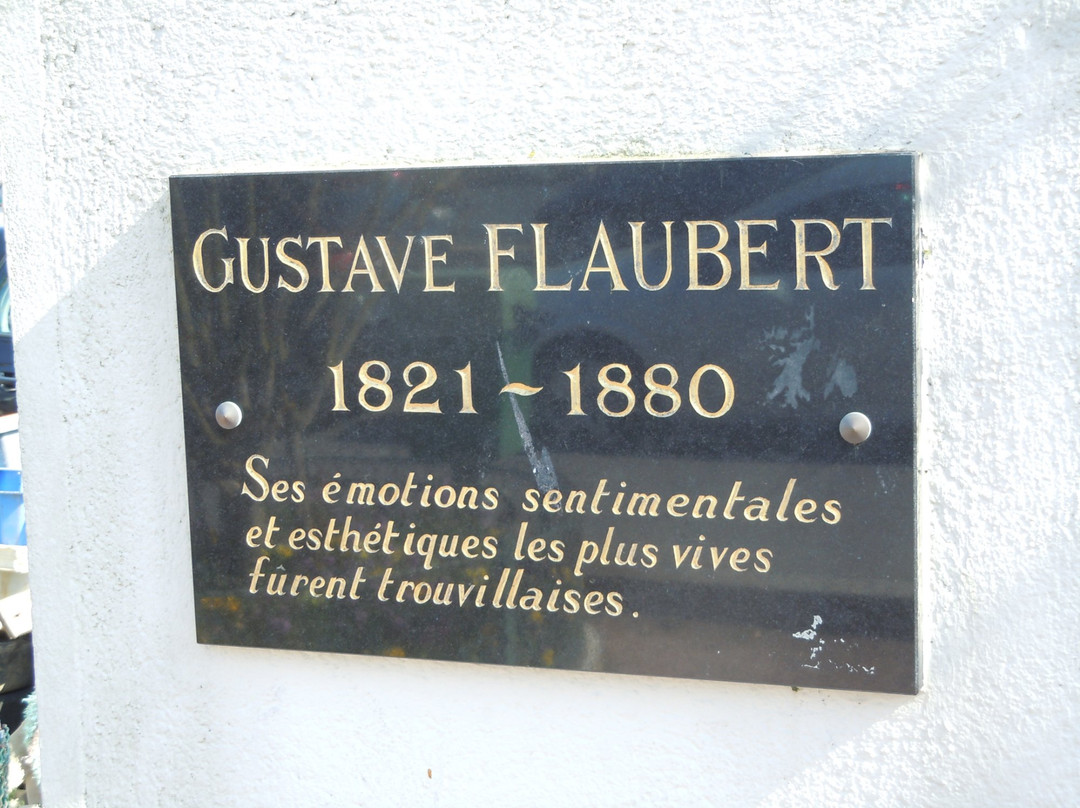 GUSTAVE FLAUBERT
1821 ~ 1880
Ses émotions sentimentales
et esthétiques les plus vives
fûrent trouvillaises.